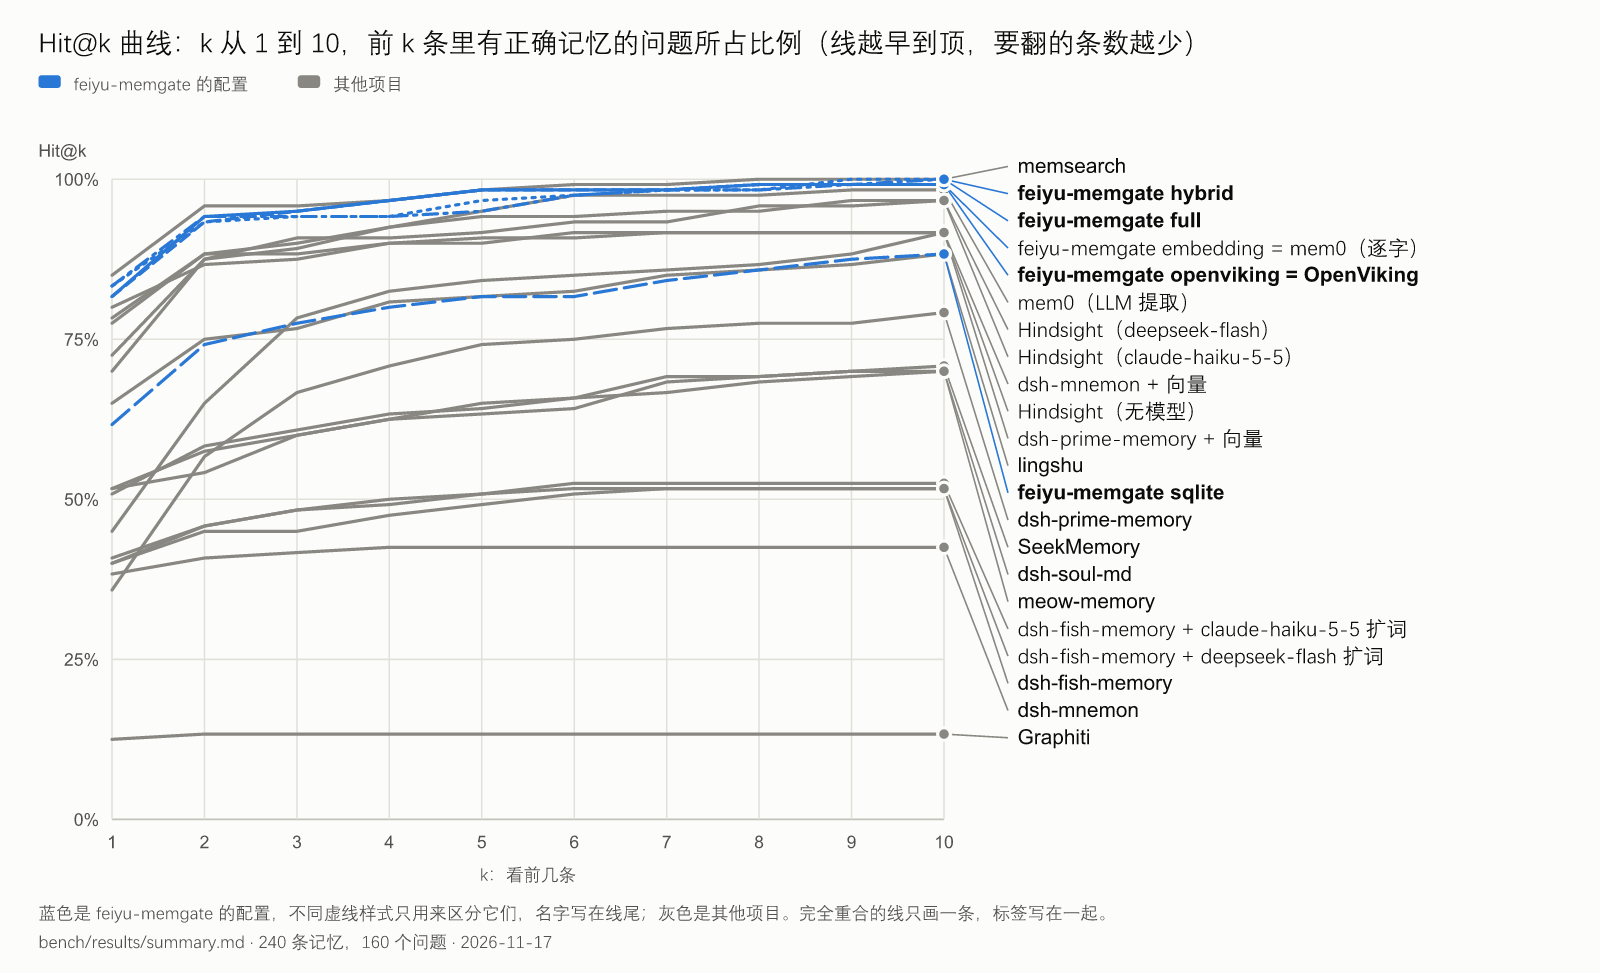 Hit@k 曲线：k 从 1 到 10，前 k 条里有正确记忆的问题所占比例（线越早到顶，要翻的条数越少）
feiyu-memgate 的配置
其他项目
Hit@k
100%
75%
50%
25%
0%
1 2 3 4 5 6 7 8 9 10
k：看前几条
memsearch
feiyu-memgate hybrid
feiyu-memgate full
feiyu-memgate embedding = mem0（逐字）
feiyu-memgate openviking = OpenViking
mem0（LLM 提取）
Hindsight（deepseek-flash）
Hindsight（claude-haiku-5-5）
dsh-mnemon + 向量
Hindsight（无模型）
dsh-prime-memory + 向量
lingshu
feiyu-memgate sqlite
dsh-prime-memory
SeekMemory
dsh-soul-md
meow-memory
dsh-fish-memory + claude-haiku-5-5 扩词
dsh-fish-memory + deepseek-flash 扩词
dsh-fish-memory
dsh-mnemon
Graphiti
蓝色是 feiyu-memgate 的配置，不同虚线样式只用来区分它们，名字写在线尾；灰色是其他项目。完全重合的线只画一条，标签写在一起。
bench/results/summary.md · 240 条记忆，160 个问题 · 2026-11-17